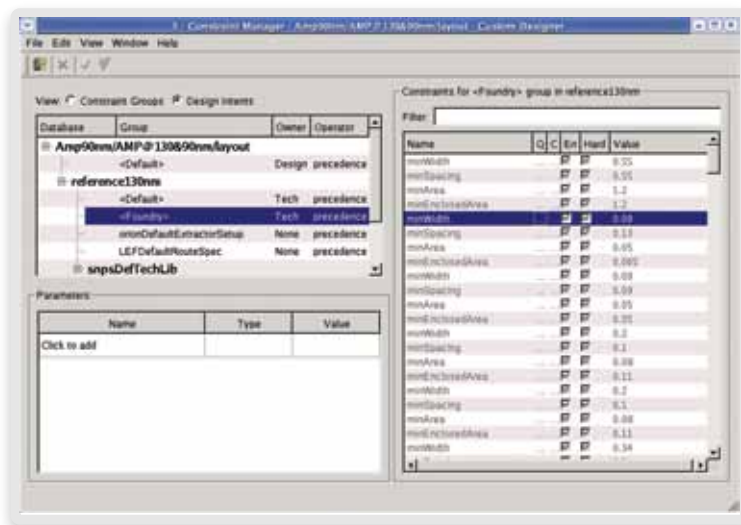 Constraint Manager - Amp90nm/AMP@130&90nm/layout - Custom Designer
File Edit View Window Help
View: Constraint Groups Design Intents
Database Group Owner Operator
Amp90nm/AMP@130&90nm/layout
<Default> Design precedence
reference130nm
<Default> Tech precedence
<Foundry> Tech precedence
LEFDefaultRouteSpec None precedence
snpsDefTechLib
Parameters
Name Type Value
Click to add
Constraints for <Foundry> group in reference130nm
Filter:
Name Q C En Hard Value
minWidth 0.55
minSpacing 0.55
minArea 1.2
minEnclosedArea 1.2
minWidth 0.08
minSpacing 0.13
minArea 0.05
minEnclosedArea 0.065
minWidth 0.08
minSpacing 0.09
minArea 0.05
minEnclosedArea 0.35
minWidth 0.2
minSpacing 0.1
minArea 0.08
minEnclosedArea 0.11
minWidth 0.2
minSpacing 0.1
minArea 0.08
minEnclosedArea 0.11
minWidth 0.34